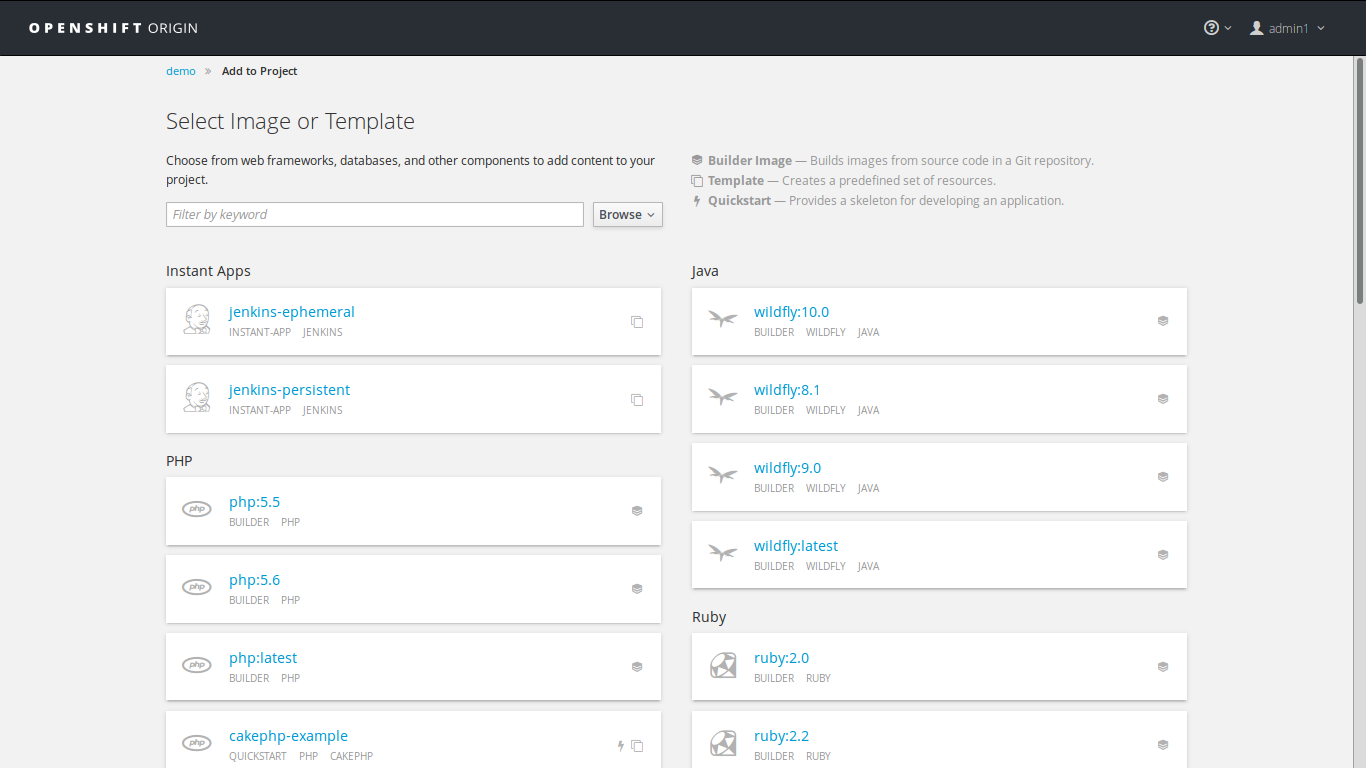 OPENSHIFT ORIGIN
admin1
demo » Add to Project
Select Image or Template
Choose from web frameworks, databases, and other components to add content to your
project.
Filter by keyword
Browse
Builder Image — Builds images from source code in a Git repository.
Template — Creates a predefined set of resources.
Quickstart — Provides a skeleton for developing an application.
Instant Apps
jenkins-ephemeral
INSTANT-APP JENKINS
jenkins-persistent
INSTANT-APP JENKINS
PHP
php
php:5.5
BUILDER PHP
php
php:5.6
BUILDER PHP
php
php:latest
BUILDER PHP
php
cakephp-example
QUICKSTART PHP CAKEPHP
Java
wildfly:10.0
BUILDER WILDFLY JAVA
wildfly:8.1
BUILDER WILDFLY JAVA
wildfly:9.0
BUILDER WILDFLY JAVA
wildfly:latest
BUILDER WILDFLY JAVA
Ruby
ruby:2.0
BUILDER RUBY
ruby:2.2
BUILDER RUBY